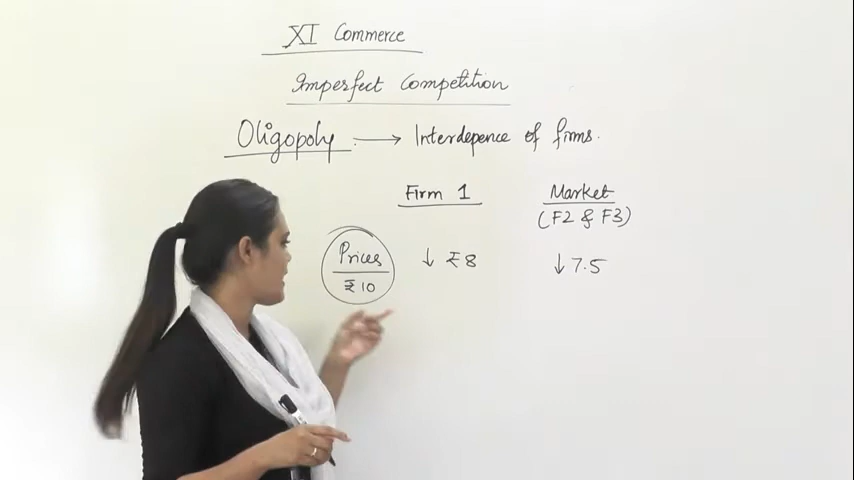 XI Commerce
Imperfect Competition
Oligopoly → Interdepence of firms.
Firm 1 Market
(F2 & F3)
Prices ↓ ₹8 ↓ 7.5
₹10